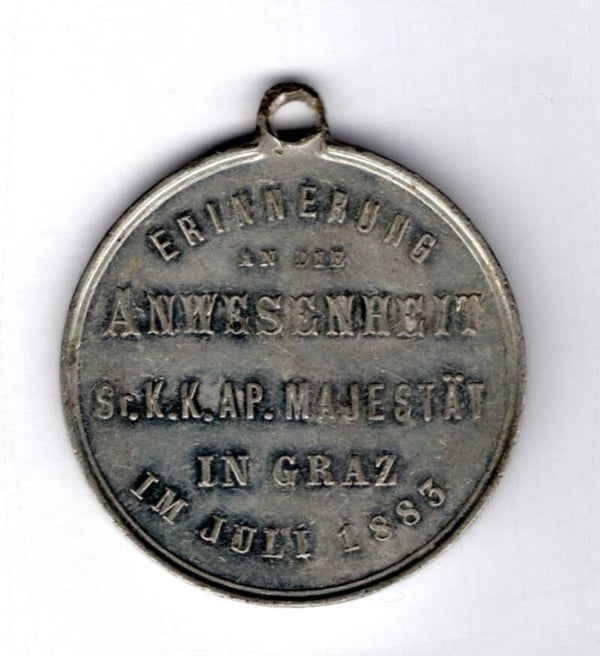 ERINNERUNG
AN DIE
ANWESENHEIT
Sr. K. K. AP. MAJESTÄT
IN GRAZ
IM JULI 1883